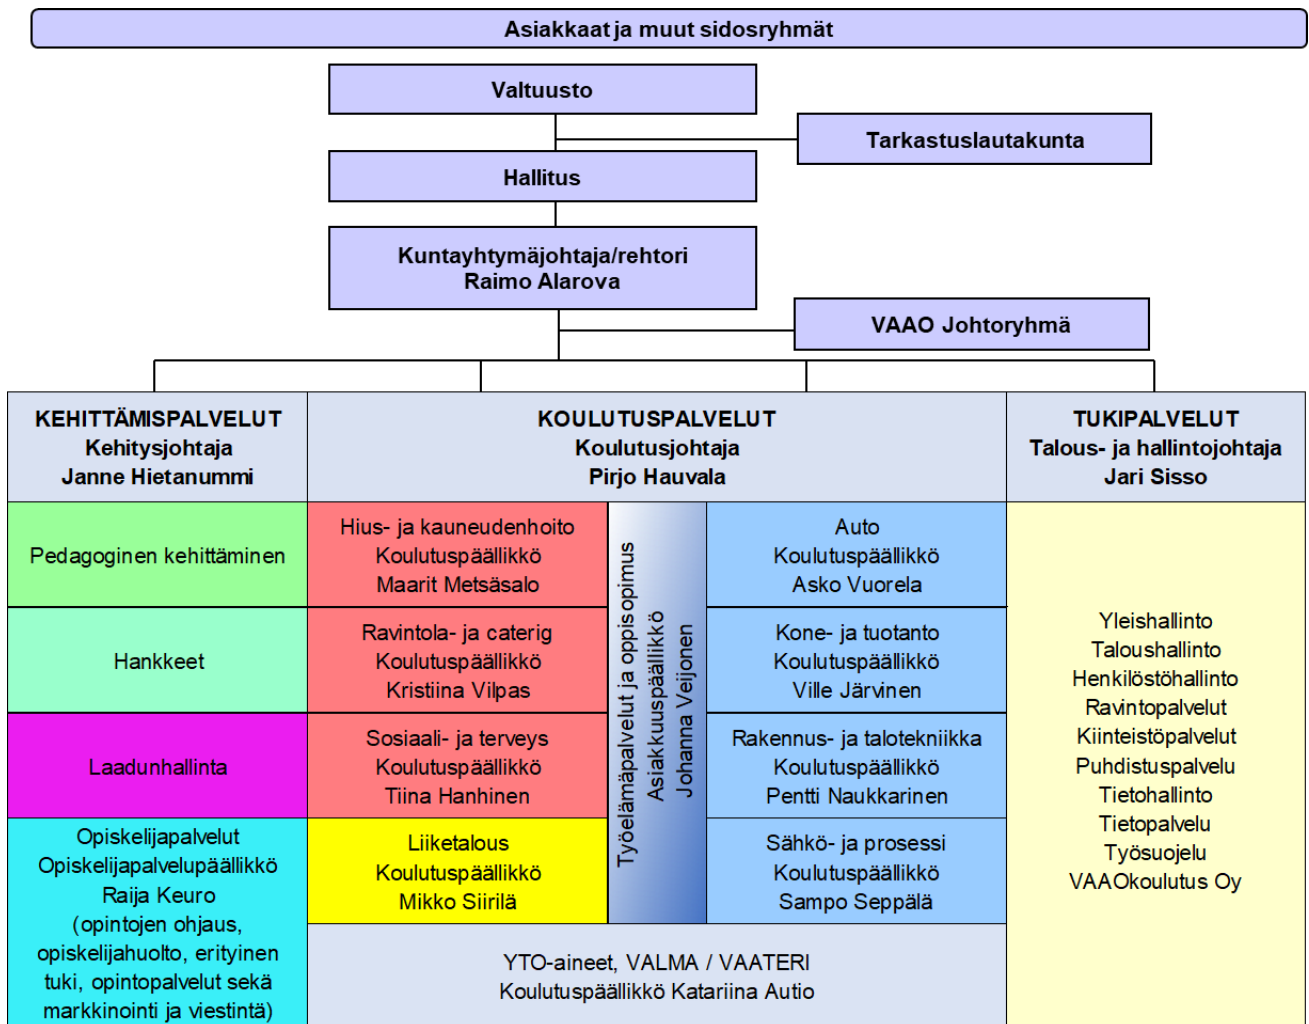 Asiakkaat ja muut sidosryhmät
Valtuusto
Tarkastuslautakunta
Hallitus
Kuntayhtymäjohtaja/rehtori
Raimo Alarova
VAAO Johtoryhmä
KEHITTÄMISPALVELUT
Kehitysjohtaja
Janne Hietanummi
KOULUTUSPALVELUT
Koulutusjohtaja
Pirjo Hauvala
TUKIPALVELUT
Talous- ja hallintojohtaja
Jari Sisso
Pedagoginen kehittäminen
Hankkeet
Laadunhallinta
Opiskelijapalvelut
Opiskelijapalvelupäällikkö
Raija Keuro
(opintojen ohjaus,
opiskelijahuolto, erityinen
tuki, opintopalvelut sekä
markkinointi ja viestintä)
Hius- ja kauneudenhoito
Koulutuspäällikkö
Maarit Metsäsalo
Ravintola- ja caterig
Koulutuspäällikkö
Kristiina Vilpas
Sosiaali- ja terveys
Koulutuspäällikkö
Tiina Hanhinen
Liiketalous
Koulutuspäällikkö
Mikko Siirilä
Työelämäpalvelut ja oppisopimus
Asiakkuuspäällikkö
Johanna Veijonen
Auto
Koulutuspäällikkö
Asko Vuorela
Kone- ja tuotanto
Koulutuspäällikkö
Ville Järvinen
Rakennus- ja talotekniikka
Koulutuspäällikkö
Pentti Naukkarinen
Sähkö- ja prosessi
Koulutuspäällikkö
Sampo Seppälä
YTO-aineet, VALMA / VAATERI
Koulutuspäällikkö Katariina Autio
Yleishallinto
Taloushallinto
Henkilöstöhallinto
Ravintopalvelut
Kiinteistöpalvelut
Puhdistuspalvelu
Tietohallinto
Tietopalvelu
Työsuojelu
VAAOkoulutus Oy